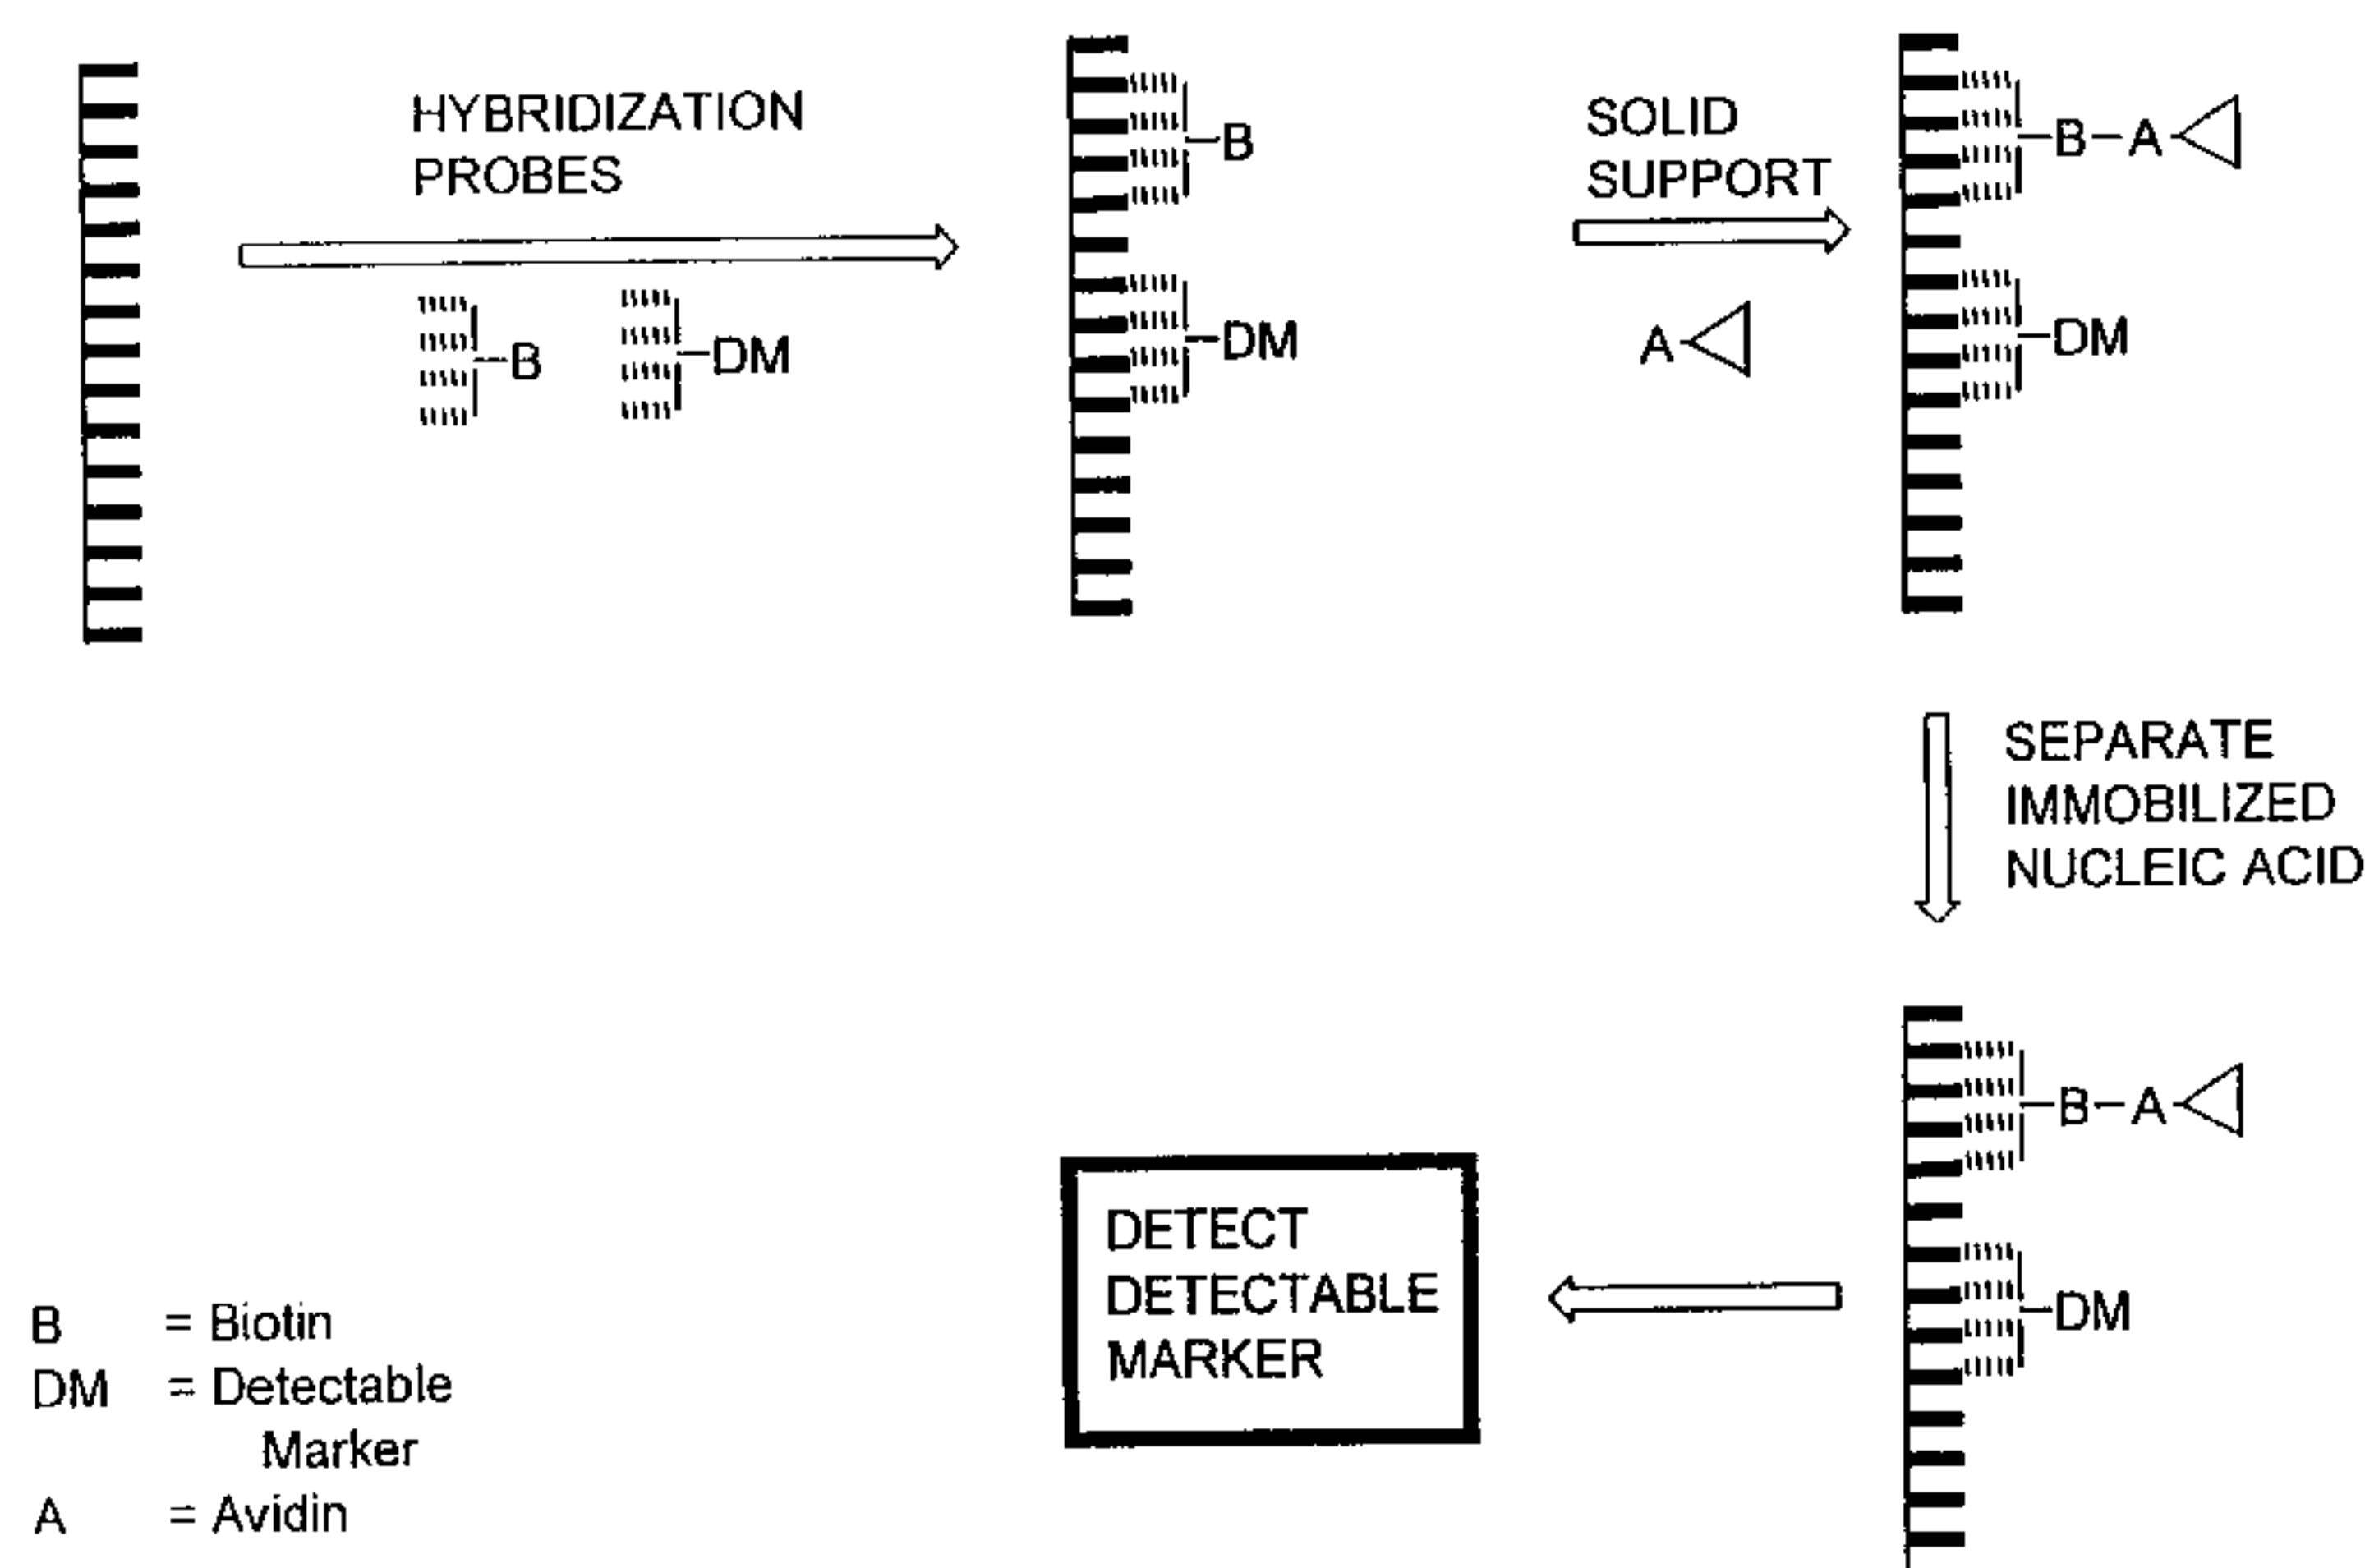 HYBRIDIZATION
PROBES
B
DM
B
DM
SOLID
SUPPORT
A
B-A
DM
SEPARATE
IMMOBILIZED
NUCLEIC ACID
B-A
DM
DETECT
DETECTABLE
MARKER
B = Biotin
DM = Detectable
Marker
A = Avidin